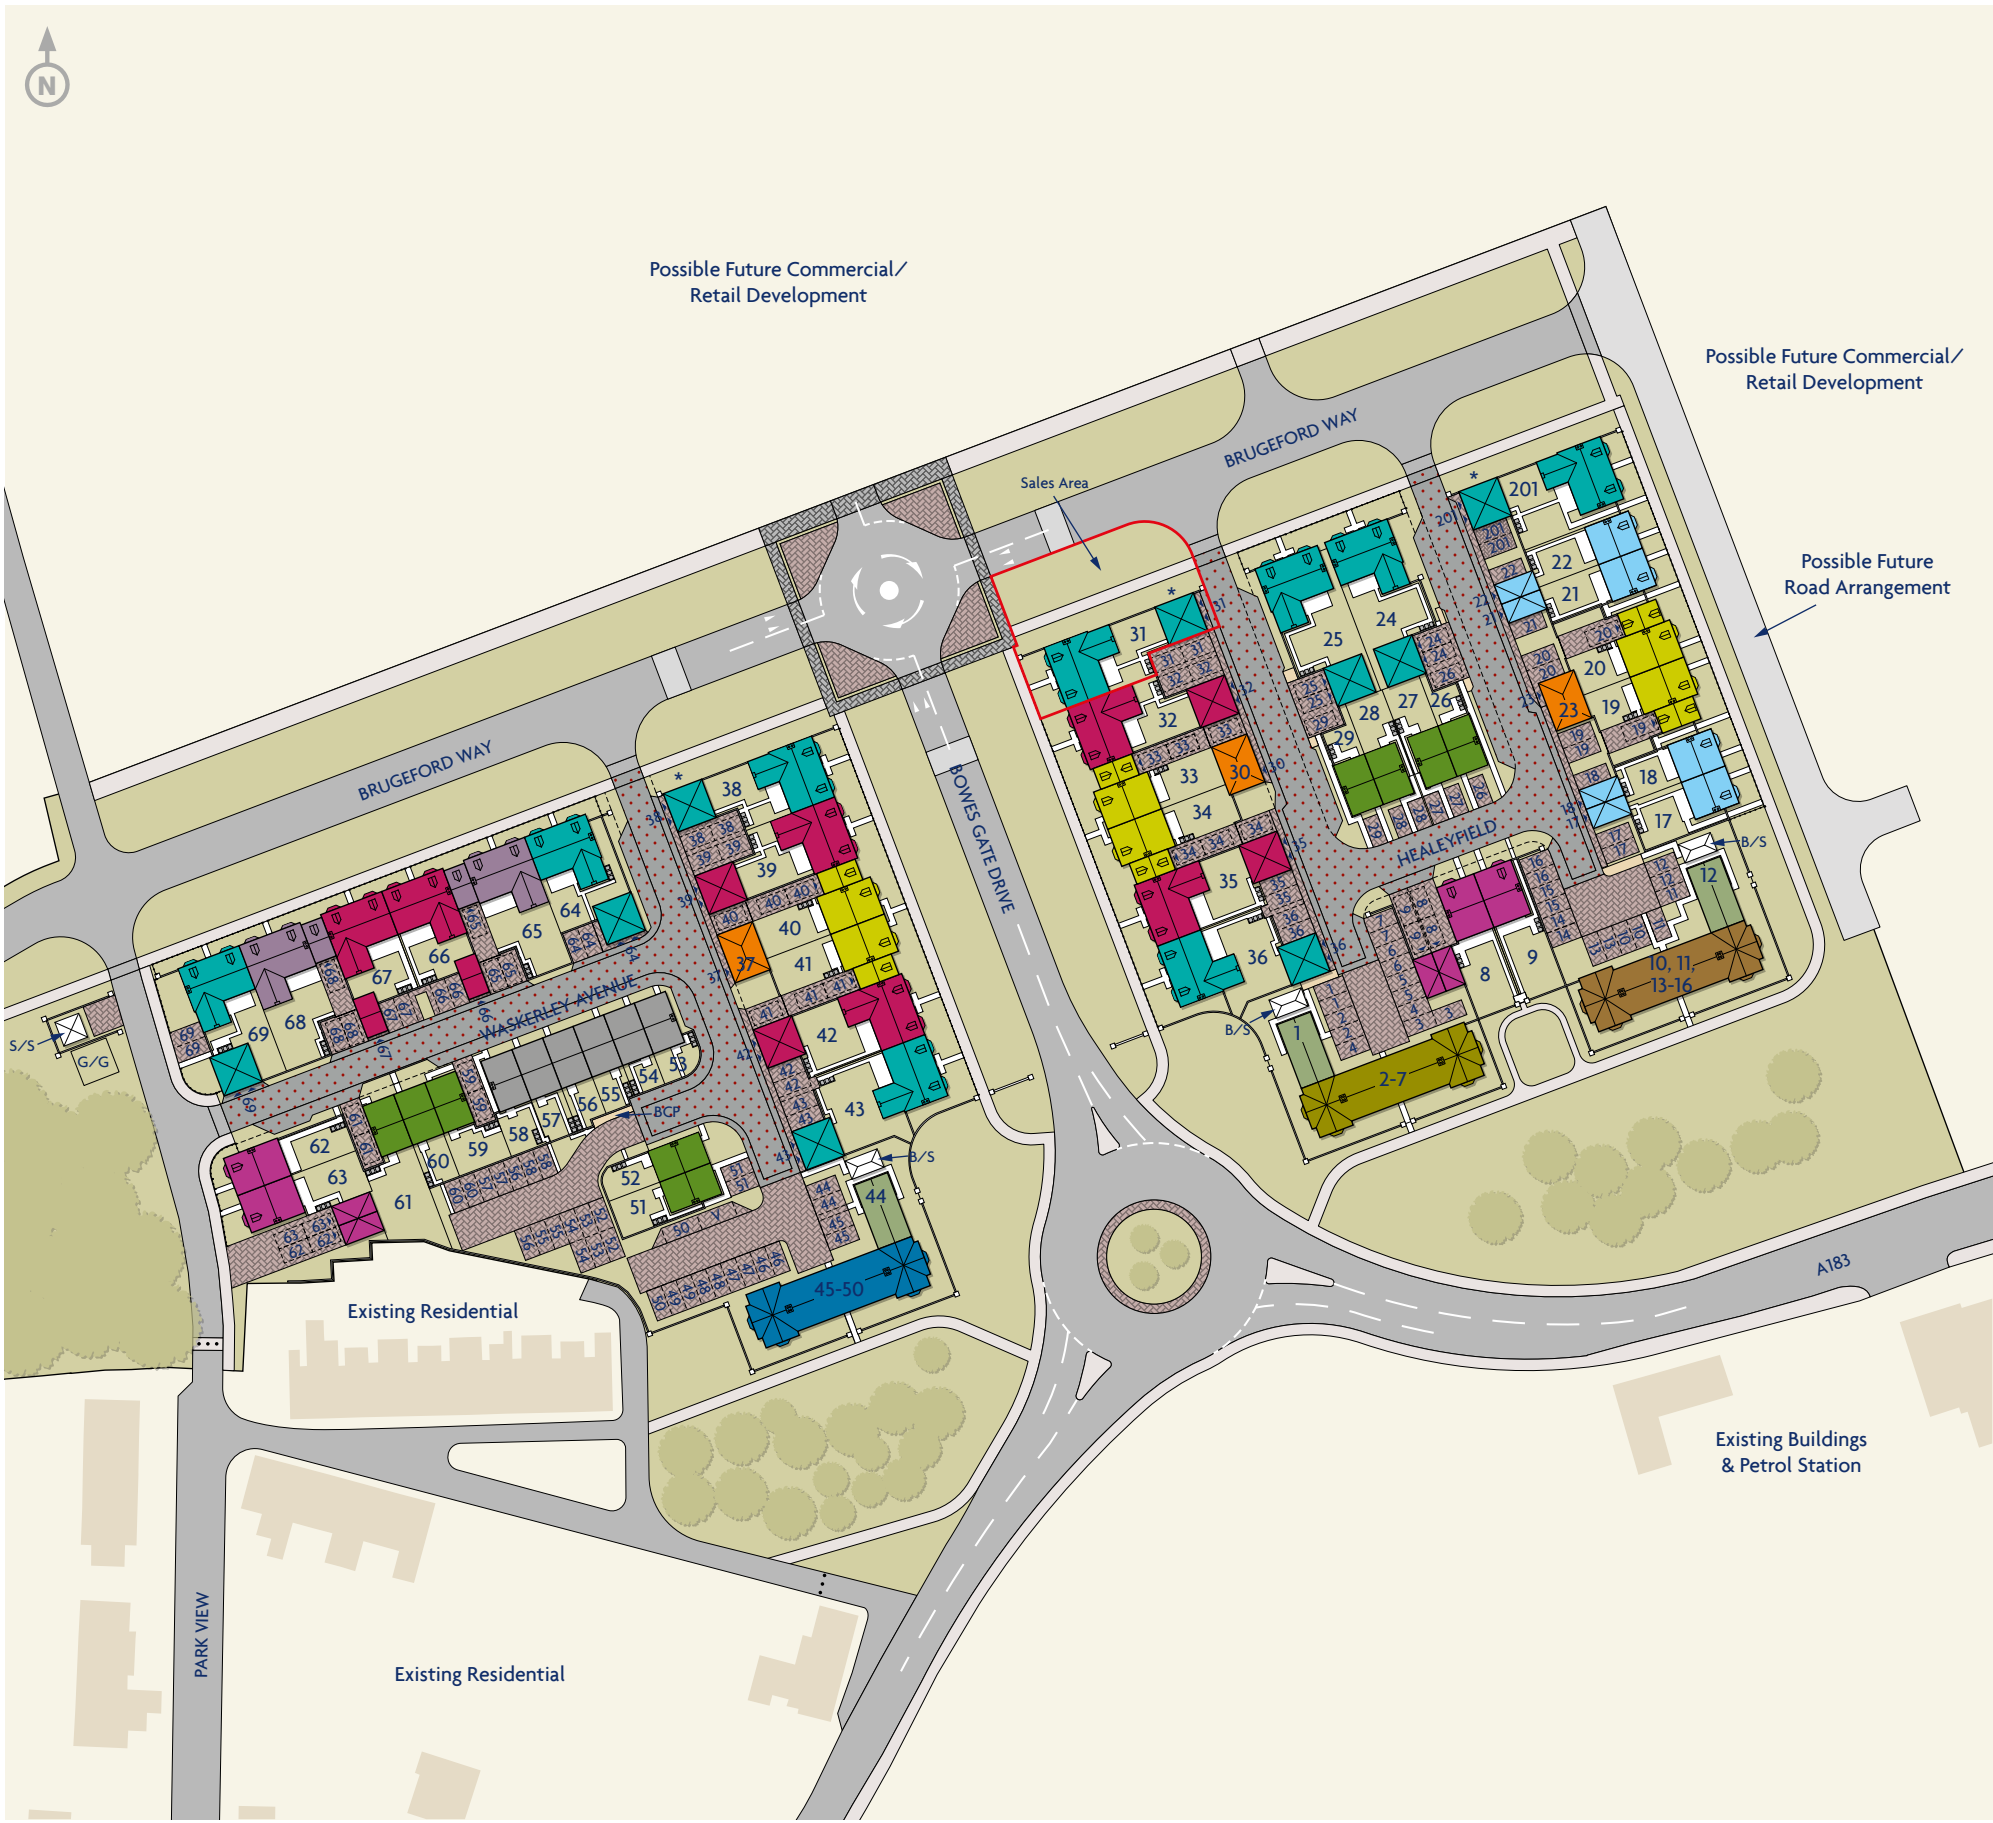 N
Possible Future Commercial/
Retail Development
Possible Future Commercial/
Retail Development
Possible Future
Road Arrangement
BRUGEFORD WAY
Sales Area
BRUGEFORD WAY
BOWES GATE DRIVE
HEALEYFIELD
WASKERLEY AVENUE
A183
PARK VIEW
*
201
22
21
20
19
23
18
17
B/S
12
10, 11,
13-16
9
8
2-7
1
B/S
24
25
26
27
28
29
*
31
32
30
33
34
35
36
*
38
39
40
37
41
42
43
B/S
44
45-50
64
65
66
67
68
69
S/S
G/G
53
54
55
56
57
58
59
60
61
62
63
BCP
52
51
50
V
Existing Residential
Existing Residential
Existing Buildings
& Petrol Station